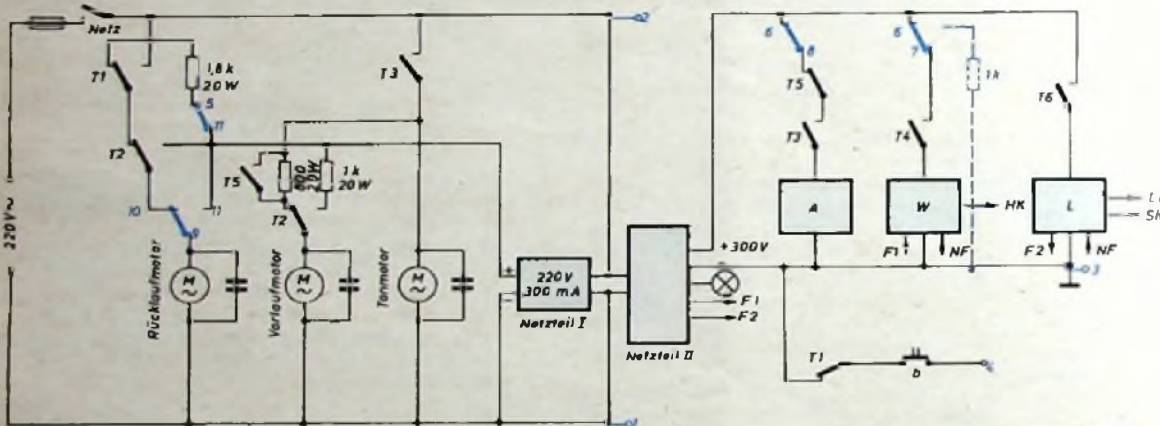 Netz
2
T1
1,8 k
20 W
5
11
T3
T2
T5
800
20W
1 k
20 W
10
11
9
T2
220V
M
M
M
Rücklaufmotor
Vorlaufmotor
Tonmotor
+
−
220 V
300 mA
Netzteil I
Netzteil II
1
+300V
F1
F2
6
8
T5
T3
A
6
7
T4
W
HK
F1
NF
1k
T6
L
F2
NF
3
T1
b